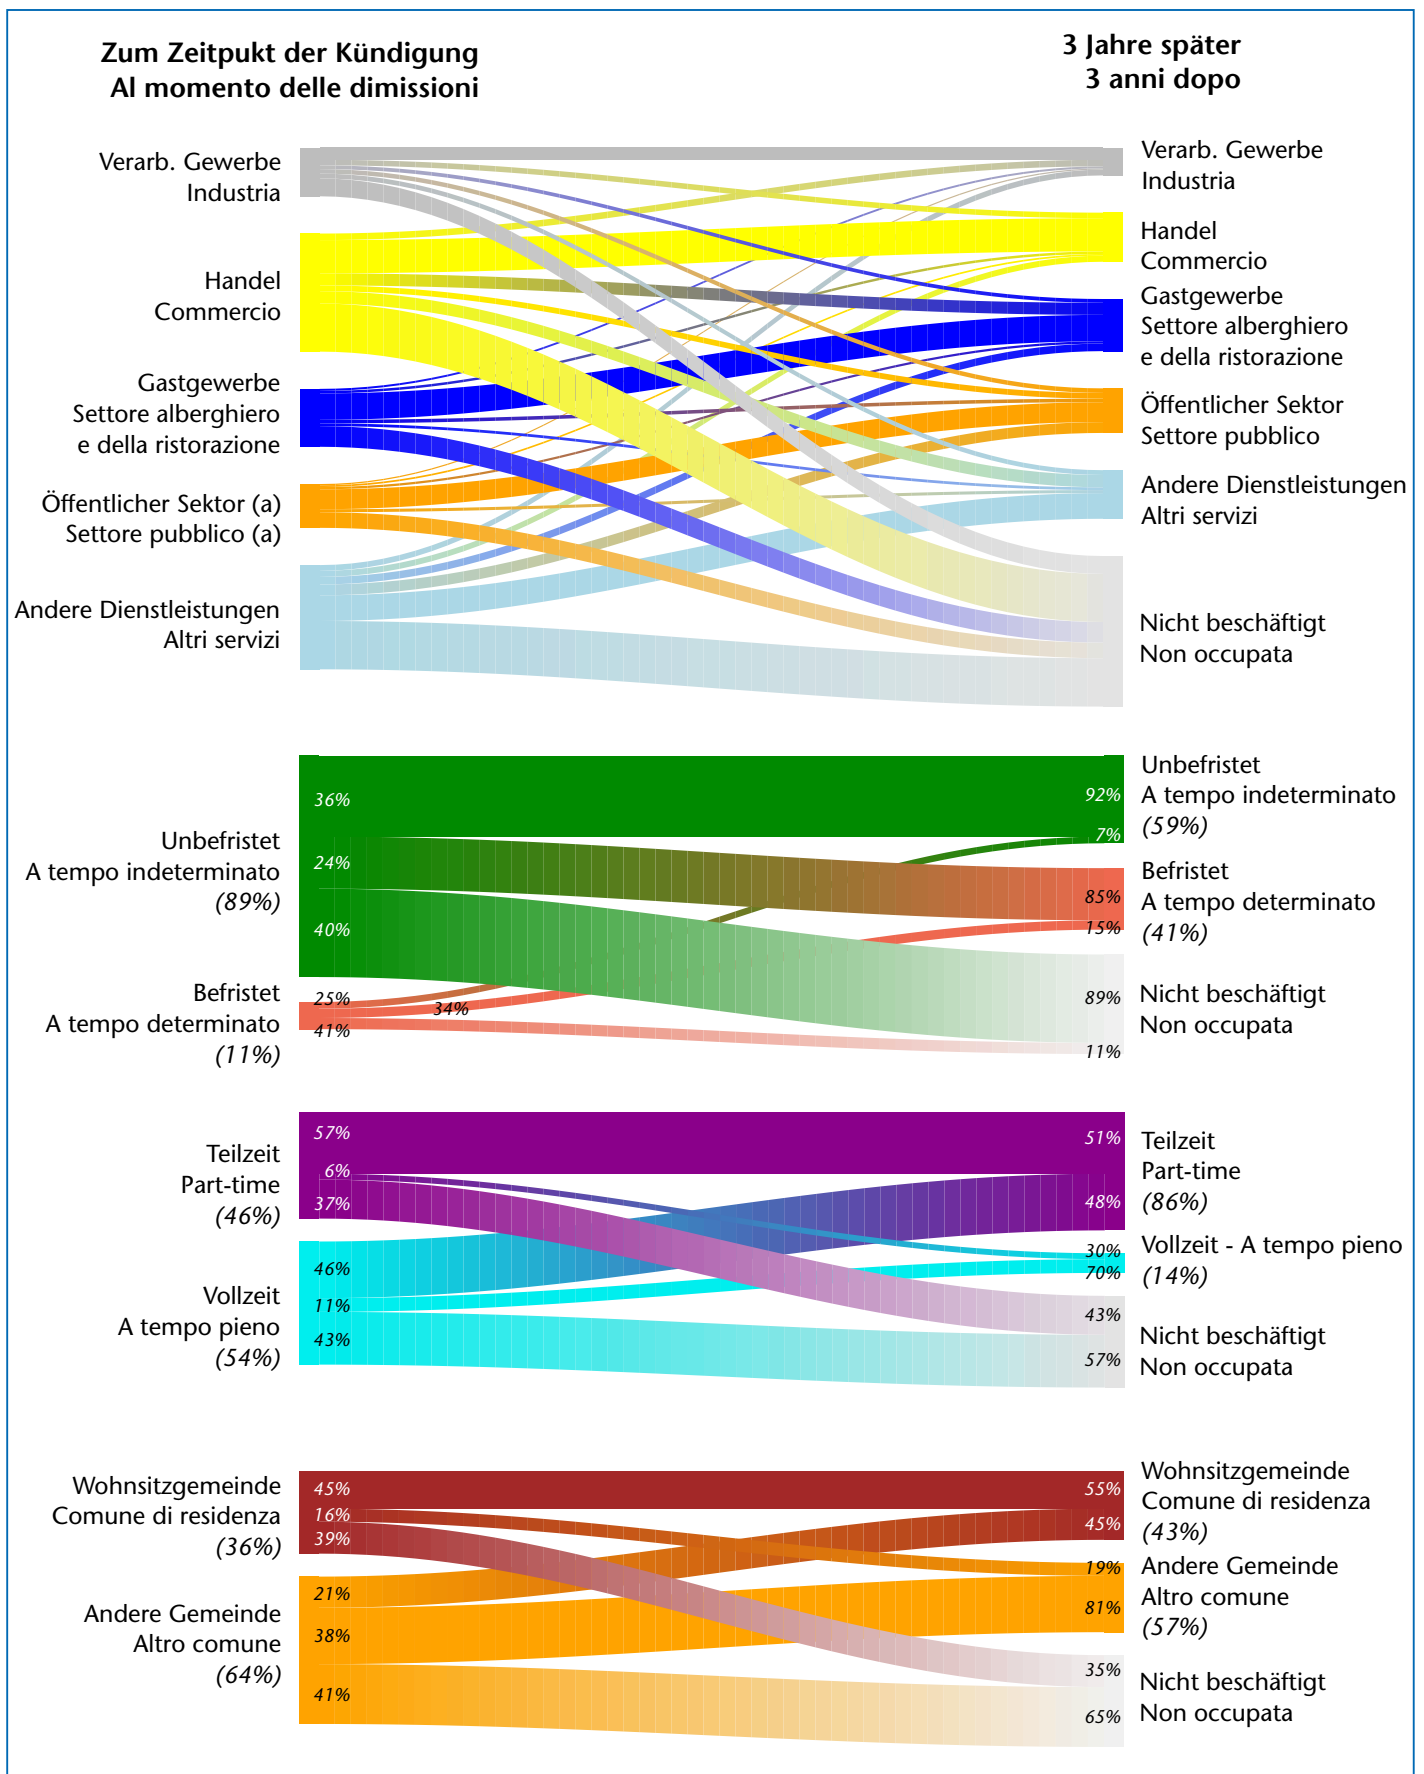 Zum Zeitpukt der Kündigung
Al momento delle dimissioni
3 Jahre später
3 anni dopo
Verarb. Gewerbe
Industria
Handel
Commercio
Gastgewerbe
Settore alberghiero
e della ristorazione
Öffentlicher Sektor (a)
Settore pubblico (a)
Andere Dienstleistungen
Altri servizi
Verarb. Gewerbe
Industria
Handel
Commercio
Gastgewerbe
Settore alberghiero
e della ristorazione
Öffentlicher Sektor
Settore pubblico
Andere Dienstleistungen
Altri servizi
Nicht beschäftigt
Non occupata
Unbefristet
A tempo indeterminato
(89%)
36%
24%
40%
Befristet
A tempo determinato
(11%)
25%
34%
41%
92%
7%
Unbefristet
A tempo indeterminato
(59%)
85%
15%
Befristet
A tempo determinato
(41%)
89%
11%
Nicht beschäftigt
Non occupata
Teilzeit
Part-time
(46%)
57%
6%
37%
Vollzeit
A tempo pieno
(54%)
46%
11%
43%
51%
48%
Teilzeit
Part-time
(86%)
30%
70%
Vollzeit - A tempo pieno
(14%)
43%
57%
Nicht beschäftigt
Non occupata
Wohnsitzgemeinde
Comune di residenza
(36%)
45%
16%
39%
Andere Gemeinde
Altro comune
(64%)
21%
38%
41%
55%
45%
Wohnsitzgemeinde
Comune di residenza
(43%)
19%
81%
Andere Gemeinde
Altro comune
(57%)
35%
65%
Nicht beschäftigt
Non occupata